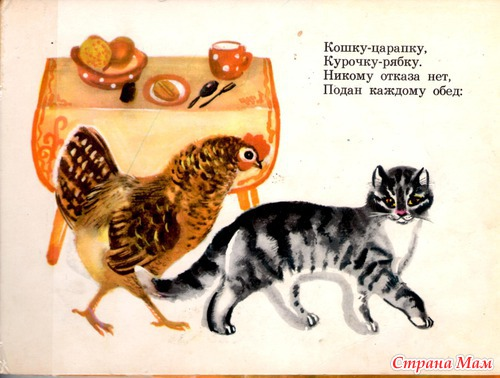 Кошку-царапку,
Курочку-рябку.
Никому отказа нет,
Подан каждому обед:
Страна Мам